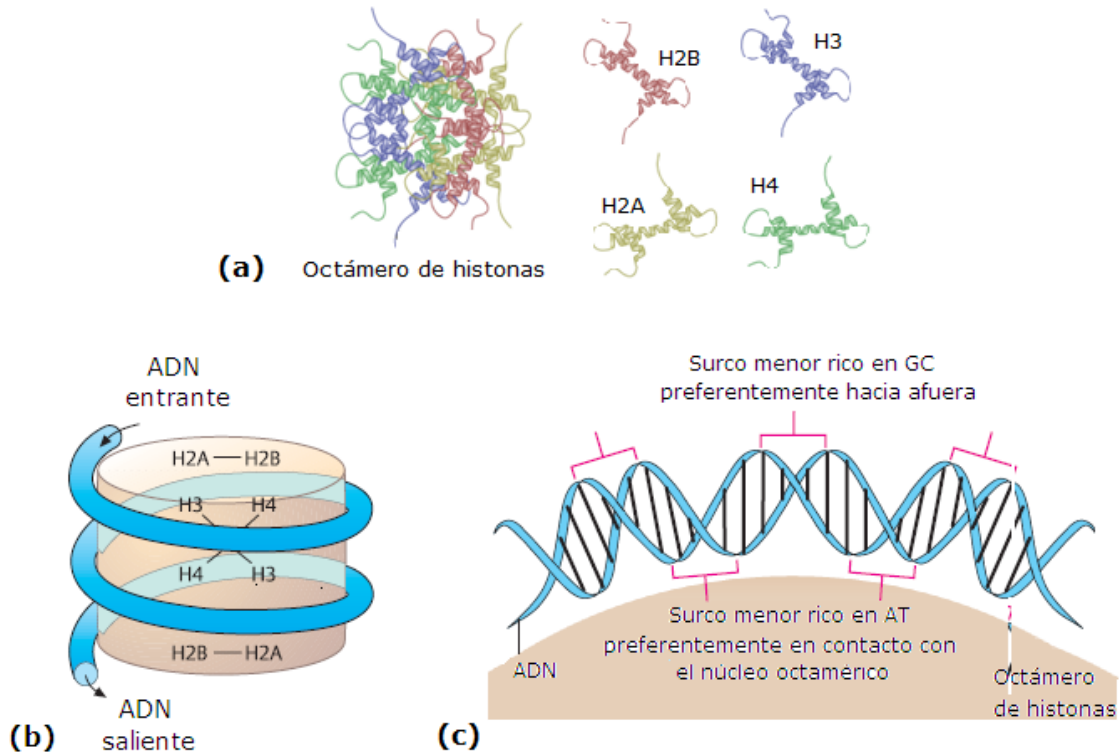 H2B
H3
H2A
H4
(a) Octámero de histonas
ADN
entrante
H2A — H2B
H3 H4
H4 H3
H2B — H2A
ADN
saliente
(b)
Surco menor rico en GC
preferentemente hacia afuera
Surco menor rico en AT
preferentemente en contacto con
el núcleo octamérico
ADN
Octámero
de histonas
(c)